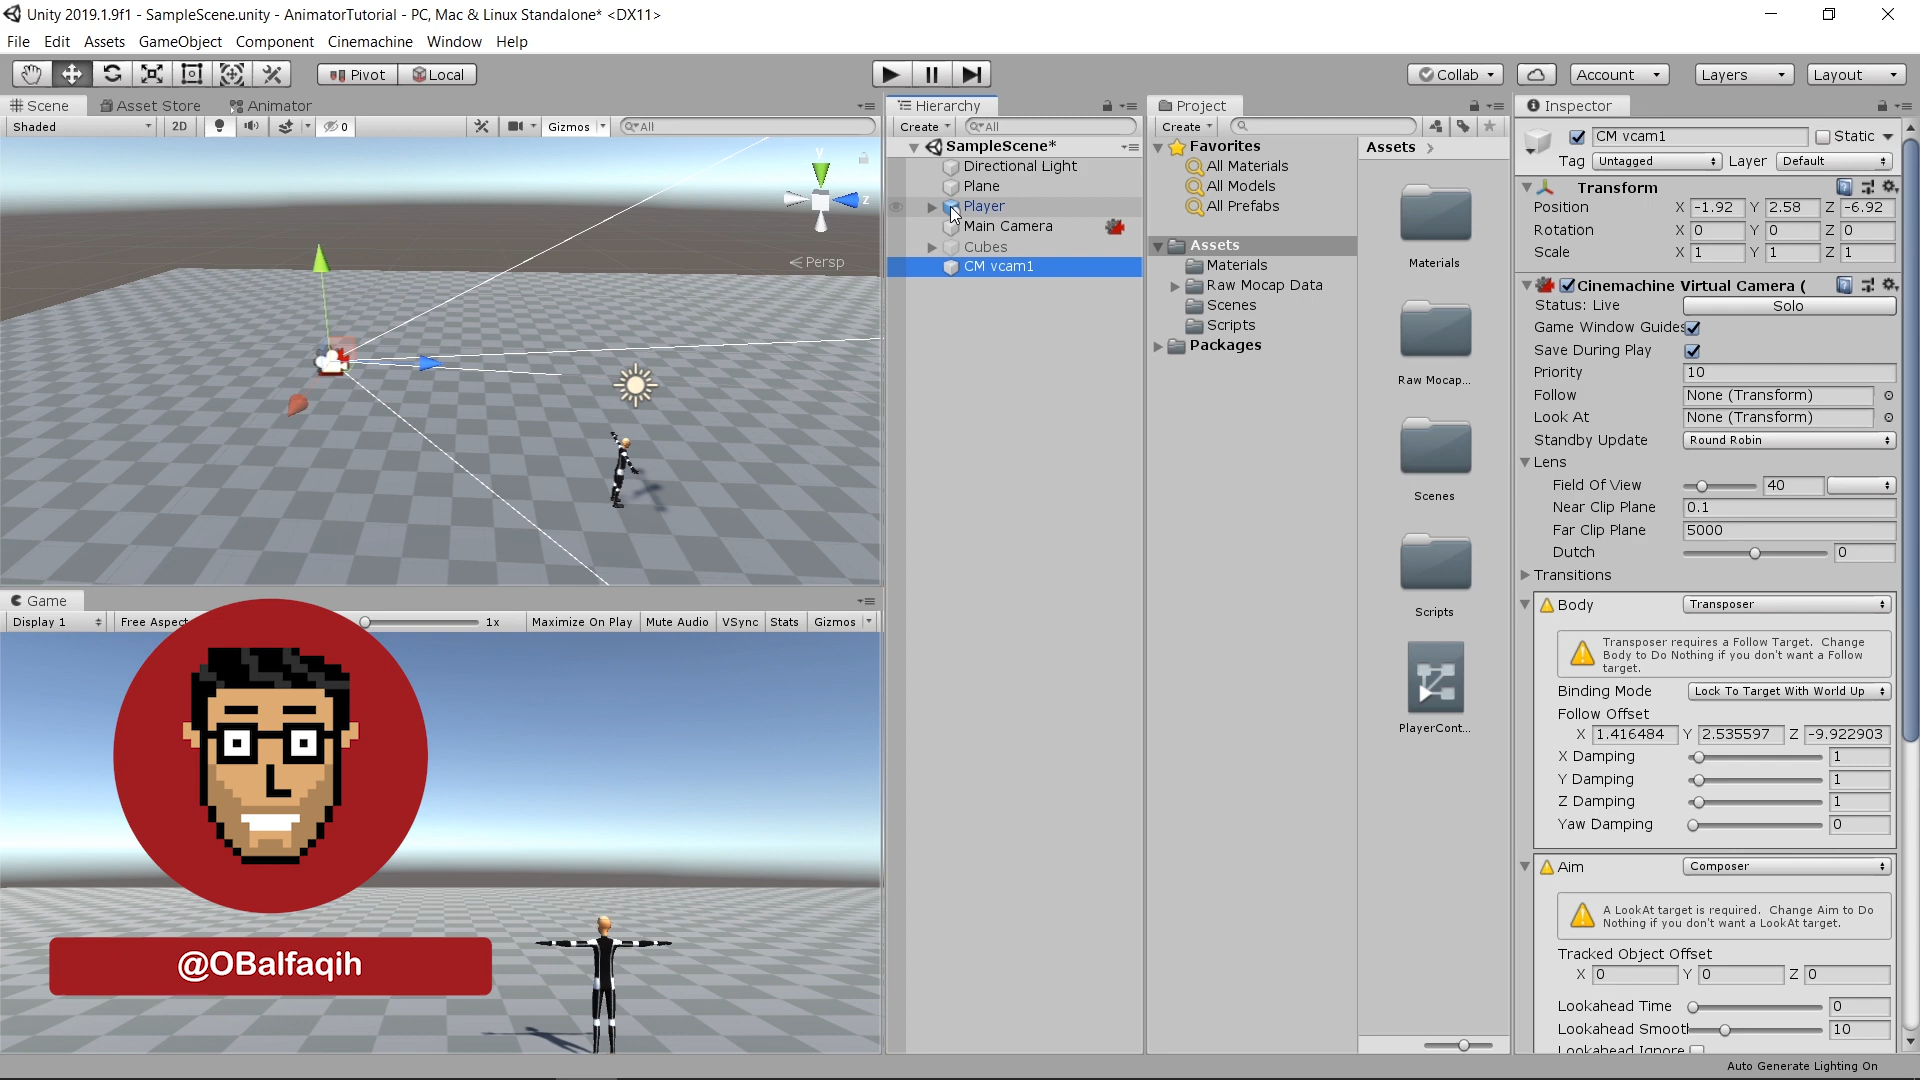 Unity 2019.1.9f1 - SampleScene.unity - AnimatorTutorial - PC, Mac & Linux Standalone* <DX11>
File Edit Assets GameObject Component Cinemachine Window Help
Pivot Local Collab Account Layers Layout
Scene Asset Store Animator
Shaded 2D 0 Gizmos All
y
z
Persp
Game
Display 1 Free Aspect 1x Maximize On Play Mute Audio VSync Stats Gizmos
@OBalfaqih
Hierarchy
Create All
SampleScene*
Directional Light
Plane
Player
Main Camera
Cubes
CM vcam1
Project
Create
Favorites
All Materials
All Models
All Prefabs
Assets
Materials
Raw Mocap Data
Scenes
Scripts
Packages
Assets
Materials
Raw Mocap...
Scenes
Scripts
PlayerCont...
Inspector
CM vcam1 Static
Tag Untagged Layer Default
Transform
Position X -1.92 Y 2.58 Z -6.92
Rotation X 0 Y 0 Z 0
Scale X 1 Y 1 Z 1
Cinemachine Virtual Camera (
Status: Live Solo
Game Window Guides
Save During Play
Priority 10
Follow None (Transform)
Look At None (Transform)
Standby Update Round Robin
Lens
Field Of View 40
Near Clip Plane 0.1
Far Clip Plane 5000
Dutch 0
Transitions
Body Transposer
Transposer requires a Follow Target. Change
Body to Do Nothing if you don't want a Follow
target.
Binding Mode Lock To Target With World Up
Follow Offset
X 1.416484 Y 2.535597 Z -9.922903
X Damping 1
Y Damping 1
Z Damping 1
Yaw Damping 0
Aim Composer
A LookAt target is required. Change Aim to Do
Nothing if you don't want a LookAt target.
Tracked Object Offset
X 0 Y 0 Z 0
Lookahead Time 0
Lookahead Smooth 10
Lookahead Ignore
Auto Generate Lighting On